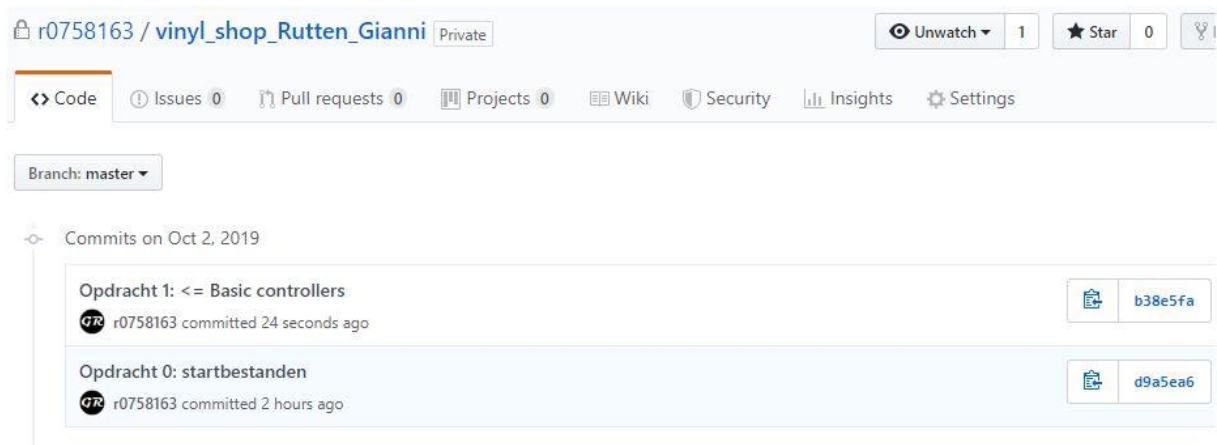 r0758163 / vinyl_shop_Rutten_Gianni Private Unwatch 1 Star 0
Code Issues 0 Pull requests 0 Projects 0 Wiki Security Insights Settings
Branch: master
Commits on Oct 2, 2019
Opdracht 1: <= Basic controllers
b38e5fa
GR r0758163 committed 24 seconds ago
Opdracht 0: startbestanden
d9a5ea6
GR r0758163 committed 2 hours ago